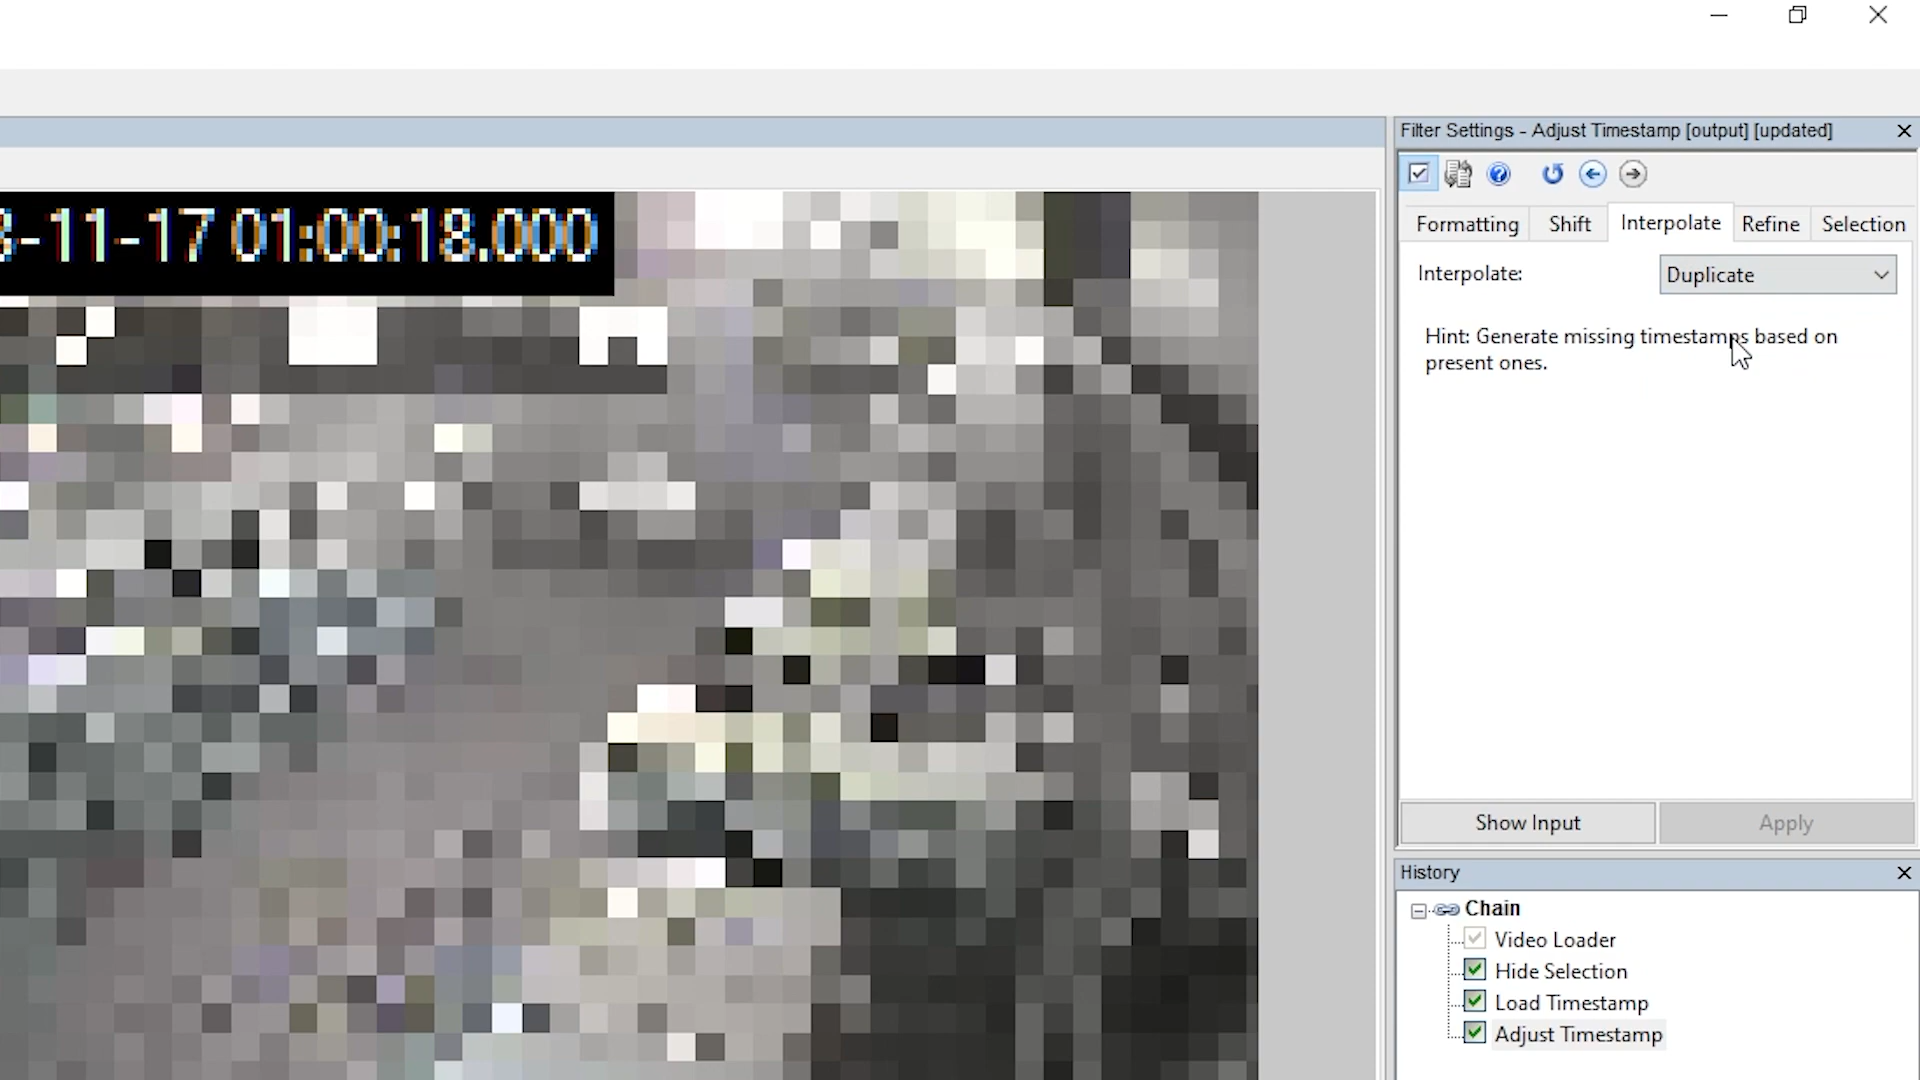 Filter Settings - Adjust Timestamp [output] [updated]
-11-17 01:00:18.000
Formatting Shift Interpolate Refine Selection
Interpolate: Duplicate
Hint: Generate missing timestamps based on
present ones.
Show Input Apply
History
Chain
Video Loader
Hide Selection
Load Timestamp
Adjust Timestamp